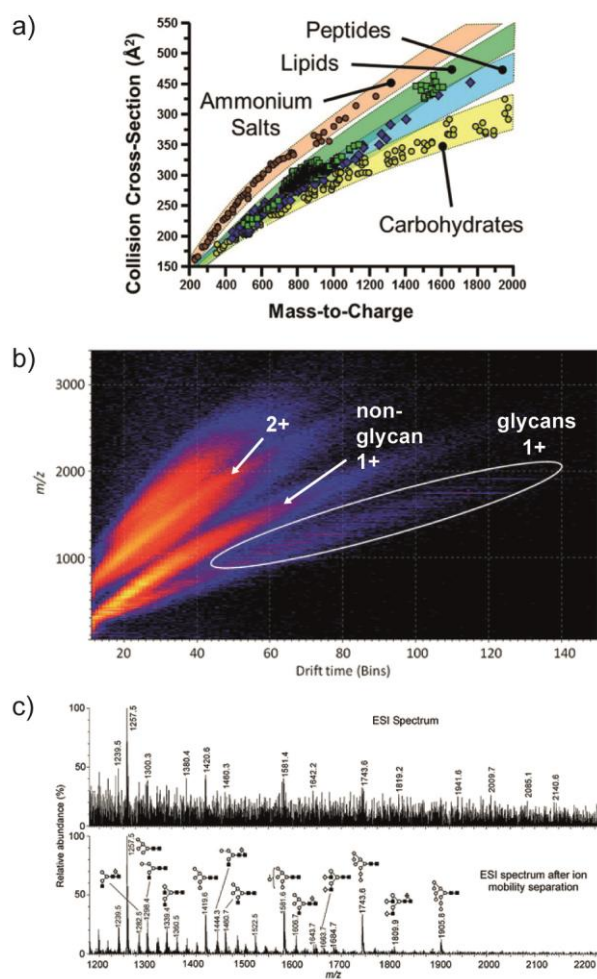 a)
Collision Cross-Section (Å²)
550
500
450
400
350
300
250
200
150
Peptides
Lipids
Ammonium
Salts
Carbohydrates
200 400 600 800 1000 1200 1400 1600 1800 2000
Mass-to-Charge
b)
m/z
3000
2000
1000
2+
non-
glycan
1+
glycans
1+
20 40 60 80 100 120 140
Drift time (Bins)
c)
Relative abundance (%)
100
50
0
ESI Spectrum
1239.5
1257.5
1300.3
1380.4
1420.6
1460.3
1581.4
1642.2
1743.6
1819.2
1941.6
2009.7
2085.1
2140.6
100
50
0
ESI spectrum after ion
mobility separation
1239.5
1257.5
1282.5
1298.4
1339.4
1360.5
1419.6
1444.3
1460.7
1522.5
1581.6
1606.7
1643.7
1663.7
1684.7
1743.6
1809.9
1905.8
1200 1300 1400 1500 1600 1700 1800 1900 2000 2100 2200
m/z